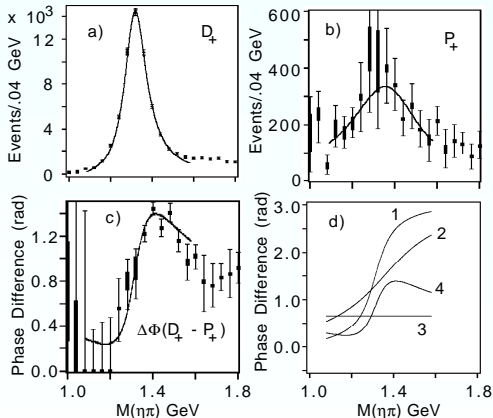 x 10³
a)
D₊
Events/.04 GeV
12
8
4
0
b)
P₊
Events/.04 GeV
600
400
200
0
c)
ΔΦ(D₊ - P₊)
Phase Difference (rad)
1.2
0.8
0.4
0.0
1.0
1.4
1.8
M(ηπ) GeV
d)
Phase Difference (rad)
3.0
2.0
1.0
0.0
1
2
4
3
1.0
1.4
1.8
M(ηπ) GeV